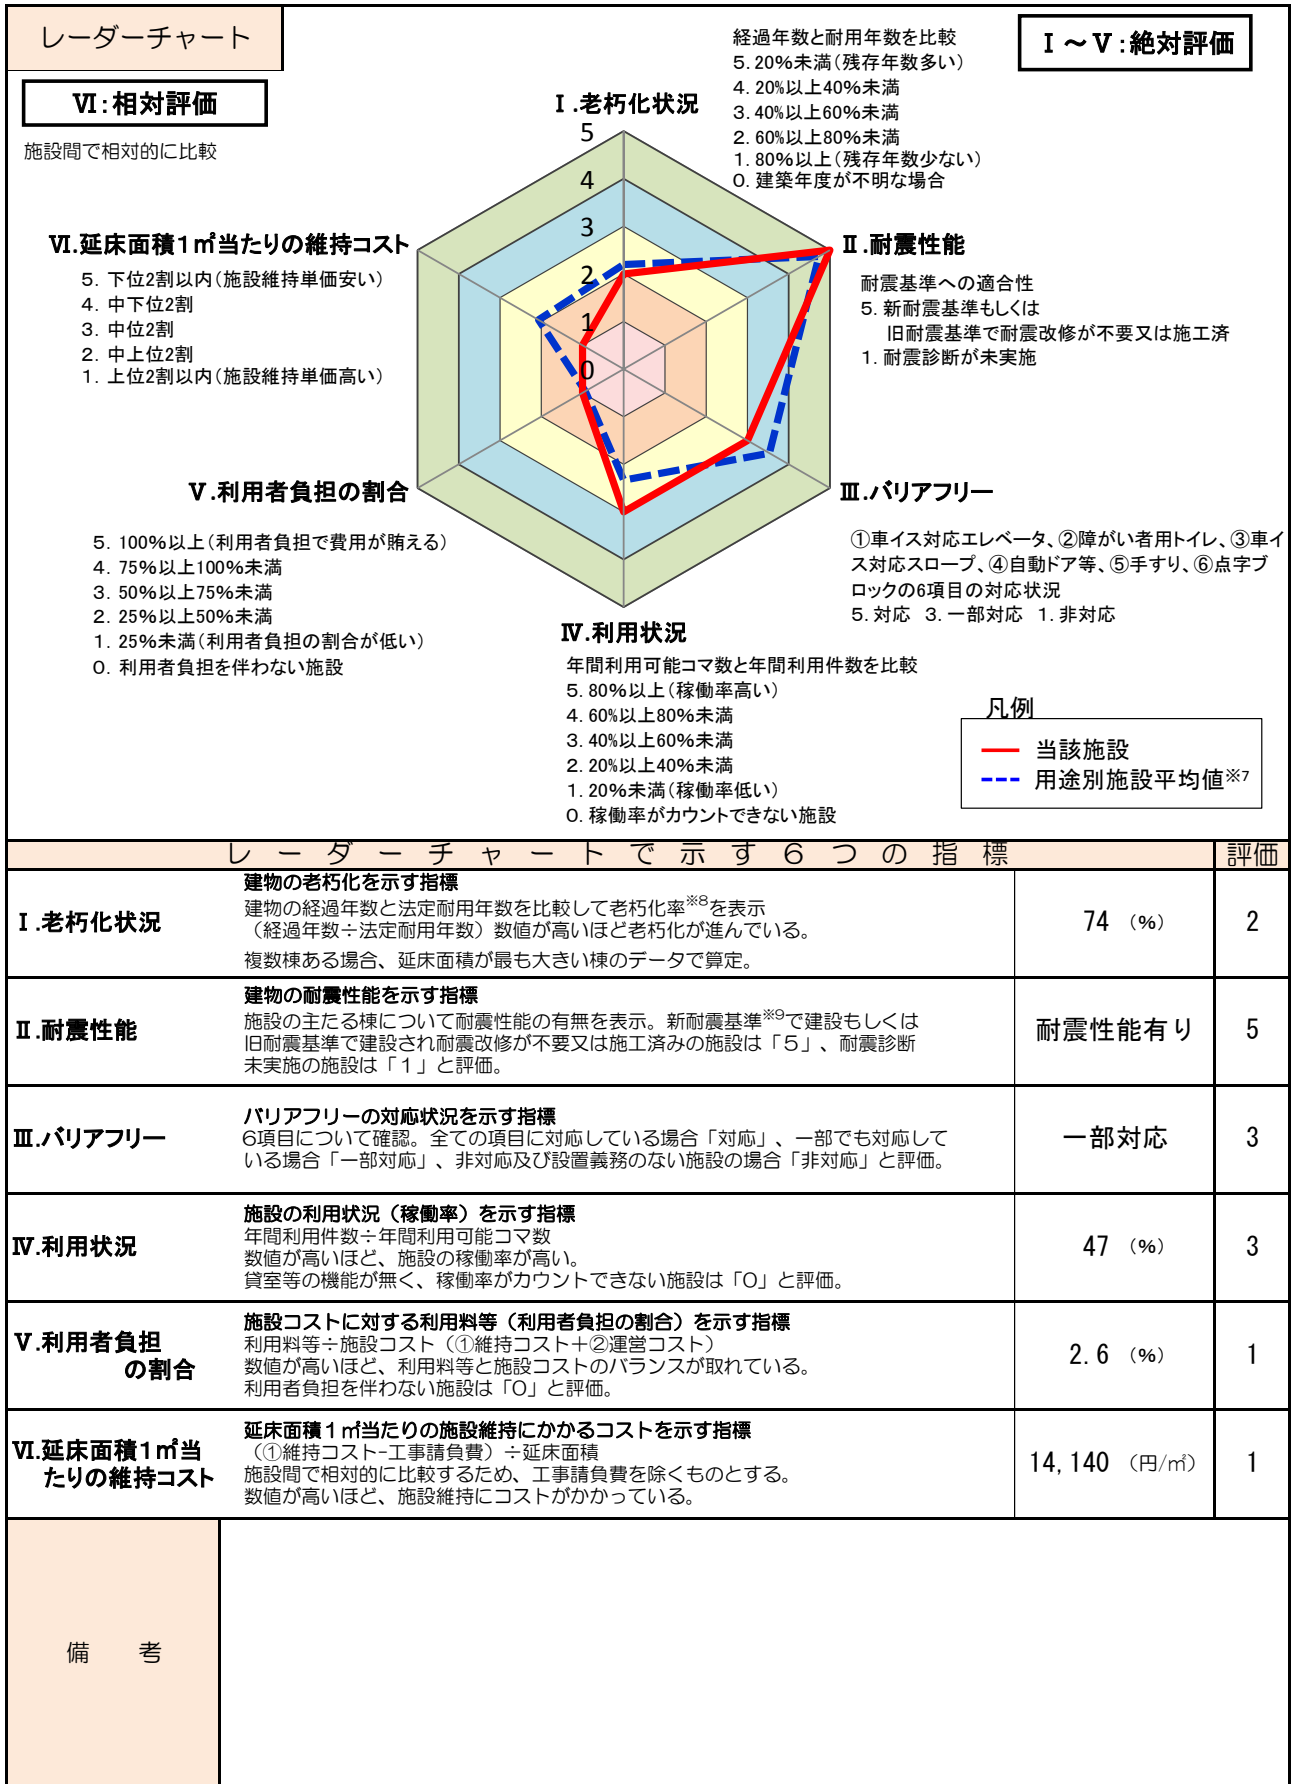 レーダーチャート
Ⅰ～Ⅴ:絶対評価
Ⅵ:相対評価
施設間で相対的に比較
Ⅰ.老朽化状況
経過年数と耐用年数を比較
5.20%未満(残存年数多い)
4.20%以上40%未満
3.40%以上60%未満
2.60%以上80%未満
1.80%以上(残存年数少ない)
0.建築年度が不明な場合
5
4
3
2
1
0
Ⅱ.耐震性能
耐震基準への適合性
5.新耐震基準もしくは
旧耐震基準で耐震改修が不要又は施工済
1.耐震診断が未実施
Ⅵ.延床面積1㎡当たりの維持コスト
5.下位2割以内(施設維持単価安い)
4.中下位2割
3.中位2割
2.中上位2割
1.上位2割以内(施設維持単価高い)
Ⅲ.バリアフリー
①車イス対応エレベータ、②障がい者用トイレ、③車イ
ス対応スロープ、④自動ドア等、⑤手すり、⑥点字ブ
ロックの6項目の対応状況
5.対応 3.一部対応 1.非対応
Ⅴ.利用者負担の割合
5.100%以上(利用者負担で費用が賄える)
4.75%以上100%未満
3.50%以上75%未満
2.25%以上50%未満
1.25%未満(利用者負担の割合が低い)
0.利用者負担を伴わない施設
Ⅳ.利用状況
年間利用可能コマ数と年間利用件数を比較
5.80%以上(稼働率高い)
4.60%以上80%未満
3.40%以上60%未満
2.20%以上40%未満
1.20%未満(稼働率低い)
0.稼働率がカウントできない施設
凡例
当該施設
用途別施設平均値※7
レーダーチャートで示す6つの指標 評価
Ⅰ.老朽化状況
建物の老朽化を示す指標
建物の経過年数と法定耐用年数を比較して老朽化率※8を表示
(経過年数÷法定耐用年数)数値が高いほど老朽化が進んでいる。
複数棟ある場合、延床面積が最も大きい棟のデータで算定。
74 (%) 2
Ⅱ.耐震性能
建物の耐震性能を示す指標
施設の主たる棟について耐震性能の有無を表示。新耐震基準※9で建設もしくは
旧耐震基準で建設され耐震改修が不要又は施工済みの施設は「5」、耐震診断
未実施の施設は「1」と評価。
耐震性能有り 5
Ⅲ.バリアフリー
バリアフリーの対応状況を示す指標
6項目について確認。全ての項目に対応している場合「対応」、一部でも対応して
いる場合「一部対応」、非対応及び設置義務のない施設の場合「非対応」と評価。
一部対応 3
Ⅳ.利用状況
施設の利用状況(稼働率)を示す指標
年間利用件数÷年間利用可能コマ数
数値が高いほど、施設の稼働率が高い。
貸室等の機能が無く、稼働率がカウントできない施設は「0」と評価。
47 (%) 3
Ⅴ.利用者負担
の割合
施設コストに対する利用料等(利用者負担の割合)を示す指標
利用料等÷施設コスト(①維持コスト+②運営コスト)
数値が高いほど、利用料等と施設コストのバランスが取れている。
利用者負担を伴わない施設は「0」と評価。
2.6 (%) 1
Ⅵ.延床面積1㎡当
たりの維持コスト
延床面積1㎡当たりの施設維持にかかるコストを示す指標
(①維持コスト-工事請負費)÷延床面積
施設間で相対的に比較するため、工事請負費を除くものとする。
数値が高いほど、施設維持にコストがかかっている。
14,140 (円/㎡) 1
備 考